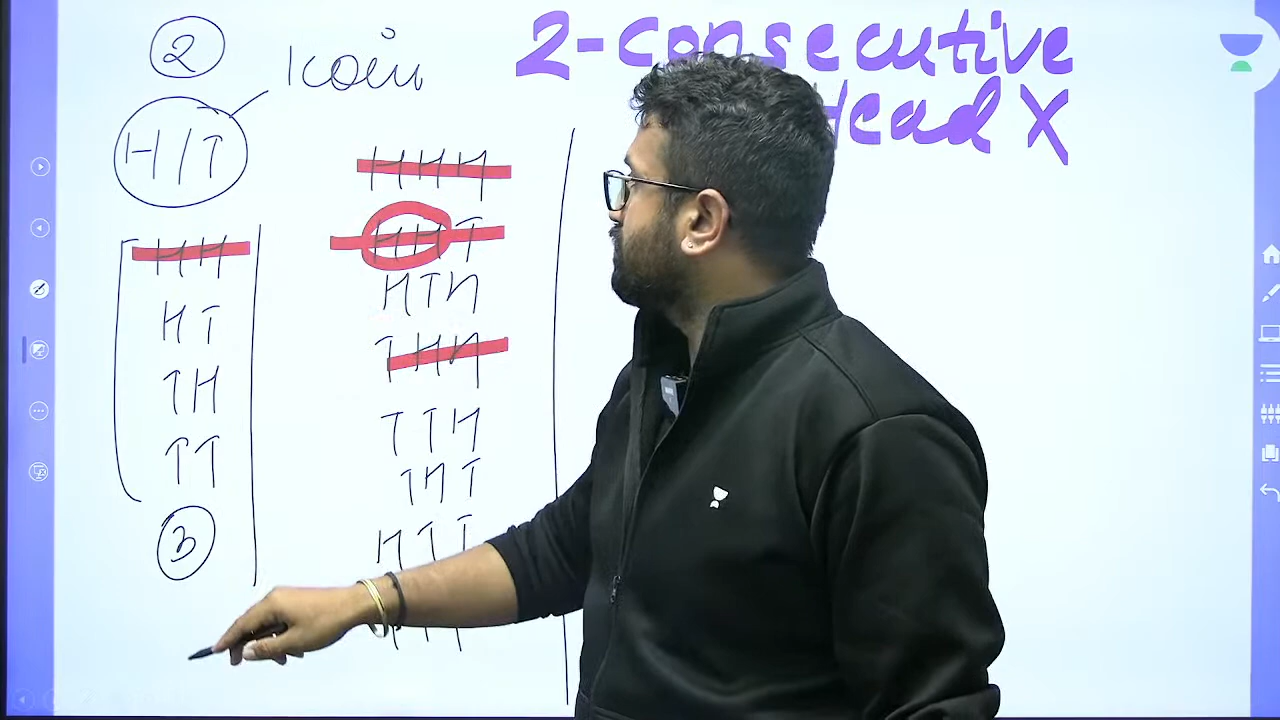 2-Consecutive
Head X
2
1 coin
H/T
HH
HT
TH
TT
3
HHH
HHT
HTH
THH
TTH
THT
HTT